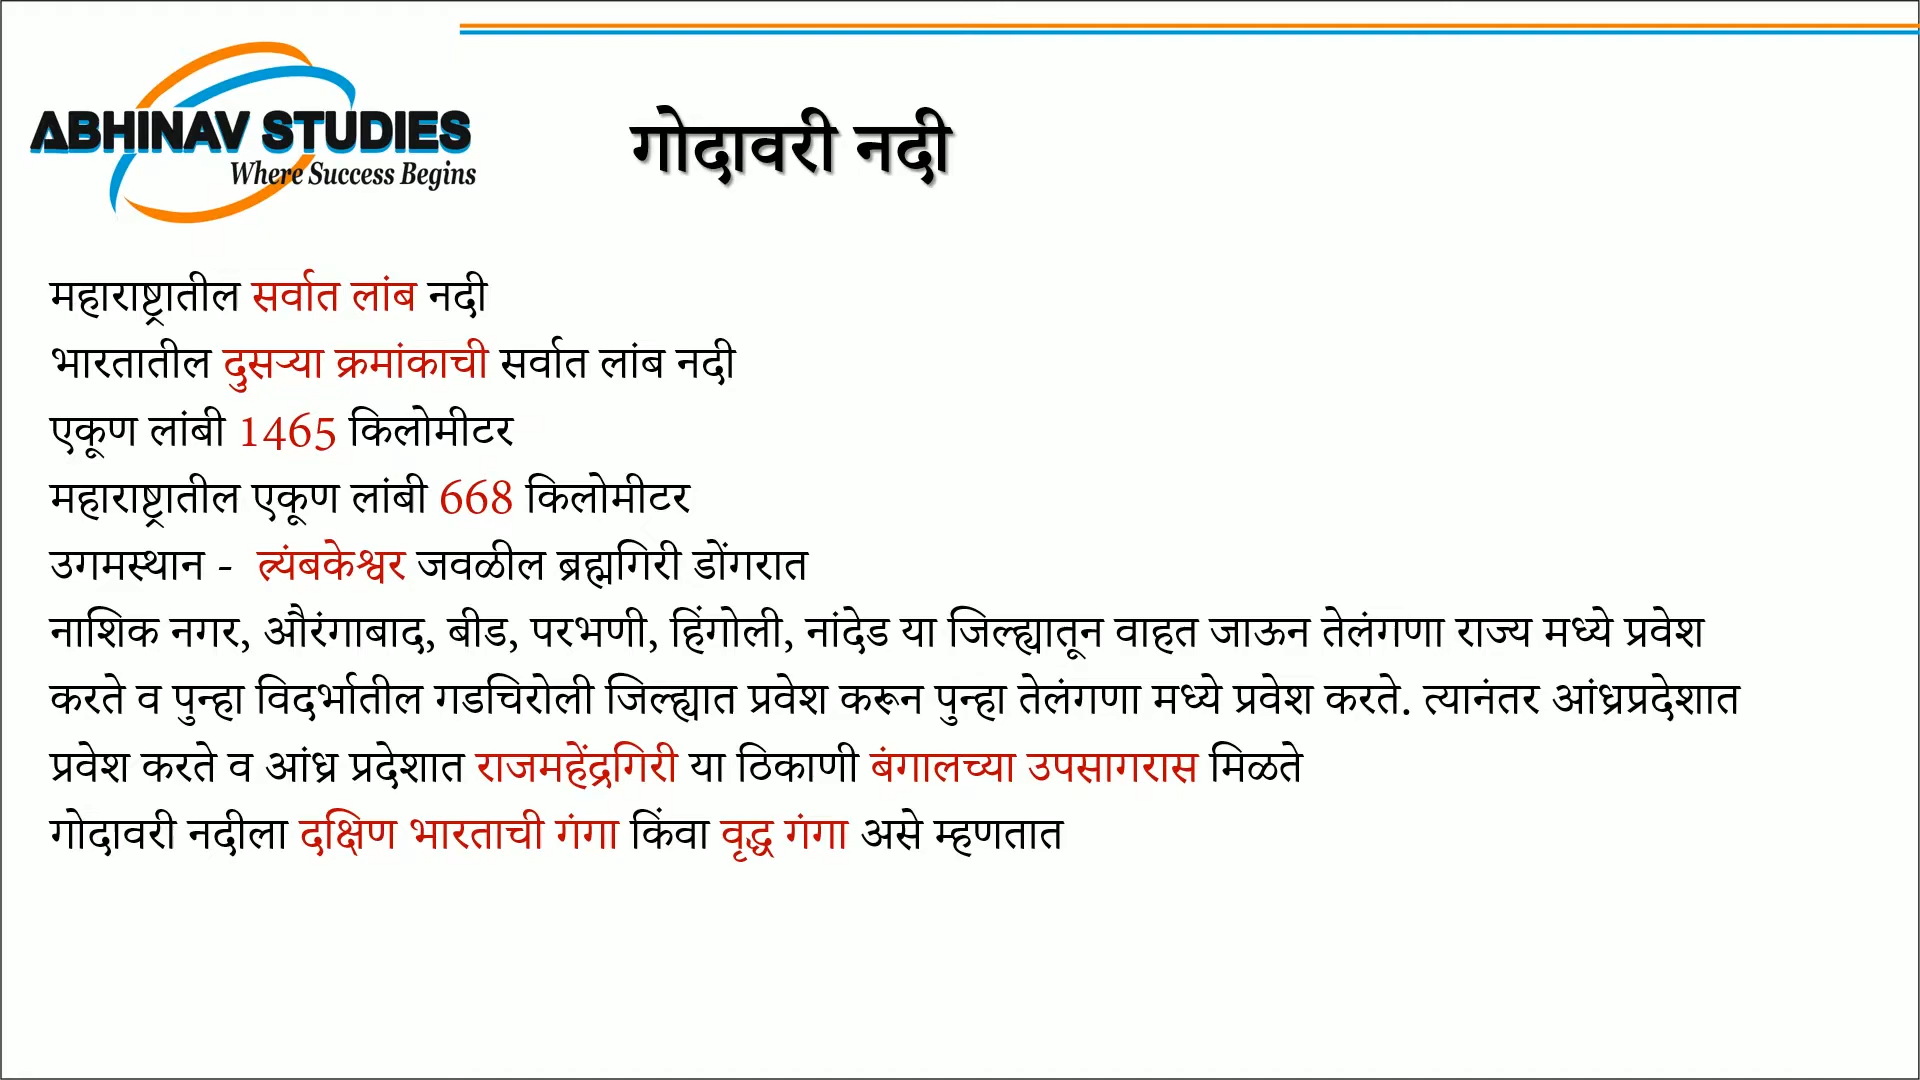 ABHINAV STUDIES
Where Success Begins
गोदावरी नदी
महाराष्ट्रातील सर्वात लांब नदी
भारतातील दुसऱ्या क्रमांकाची सर्वात लांब नदी
एकूण लांबी 1465 किलोमीटर
महाराष्ट्रातील एकूण लांबी 668 किलोमीटर
उगमस्थान - त्र्यंबकेश्वर जवळील ब्रह्मगिरी डोंगरात
नाशिक नगर, औरंगाबाद, बीड, परभणी, हिंगोली, नांदेड या जिल्ह्यातून वाहत जाऊन तेलंगणा राज्य मध्ये प्रवेश
करते व पुन्हा विदर्भातील गडचिरोली जिल्ह्यात प्रवेश करून पुन्हा तेलंगणा मध्ये प्रवेश करते. त्यानंतर आंध्रप्रदेशात
प्रवेश करते व आंध्र प्रदेशात राजमहेंद्रगिरी या ठिकाणी बंगालच्या उपसागरास मिळते
गोदावरी नदीला दक्षिण भारताची गंगा किंवा वृद्ध गंगा असे म्हणतात